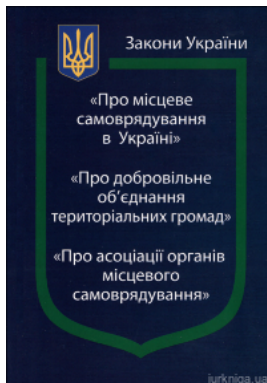 Закони України
«Про місцеве
самоврядування
в Україні»
«Про добровільне
об’єднання
територіальних громад»
«Про асоціації органів
місцевого
самоврядування»
jurkniga.ua